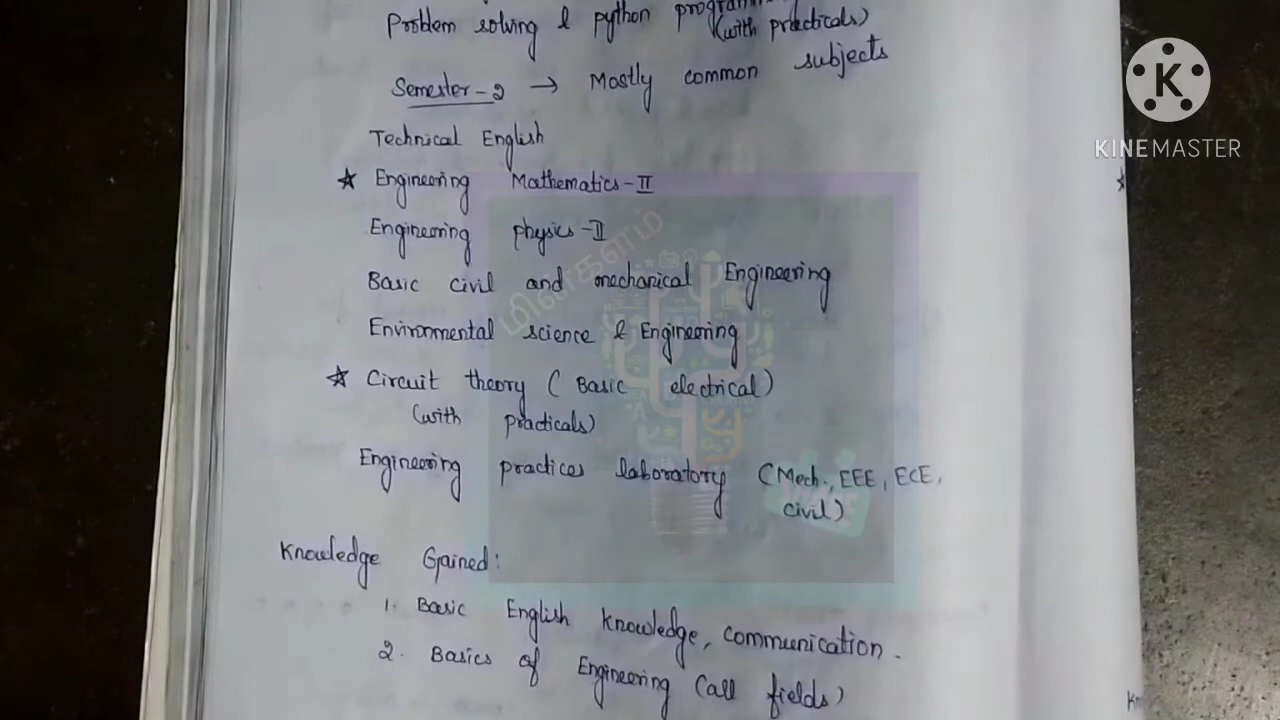 Problem solving & python
(with practicals)
Semester-2 → Mostly common subjects
Technical English
☆ Engineering Mathematics-II
Engineering physics-II
Basic civil and mechanical Engineering
Environmental science & Engineering
☆ Circuit theory (Basic electrical)
(with practicals)
Engineering practices laboratory (Mech., EEE, ECE,
civil)
Knowledge Gained:
1. Basic English knowledge, communication.
2. Basics of Engineering (all fields)
K
KINEMASTER
மின்களம்